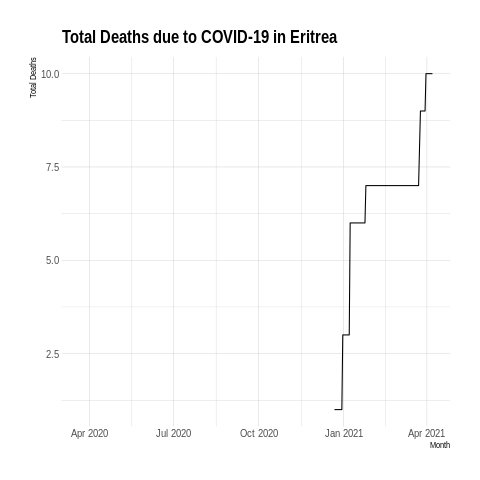 Total Deaths due to COVID-19 in Eritrea
Total Deaths
10.0
7.5
5.0
2.5
Apr 2020 Jul 2020 Oct 2020 Jan 2021 Apr 2021
Month